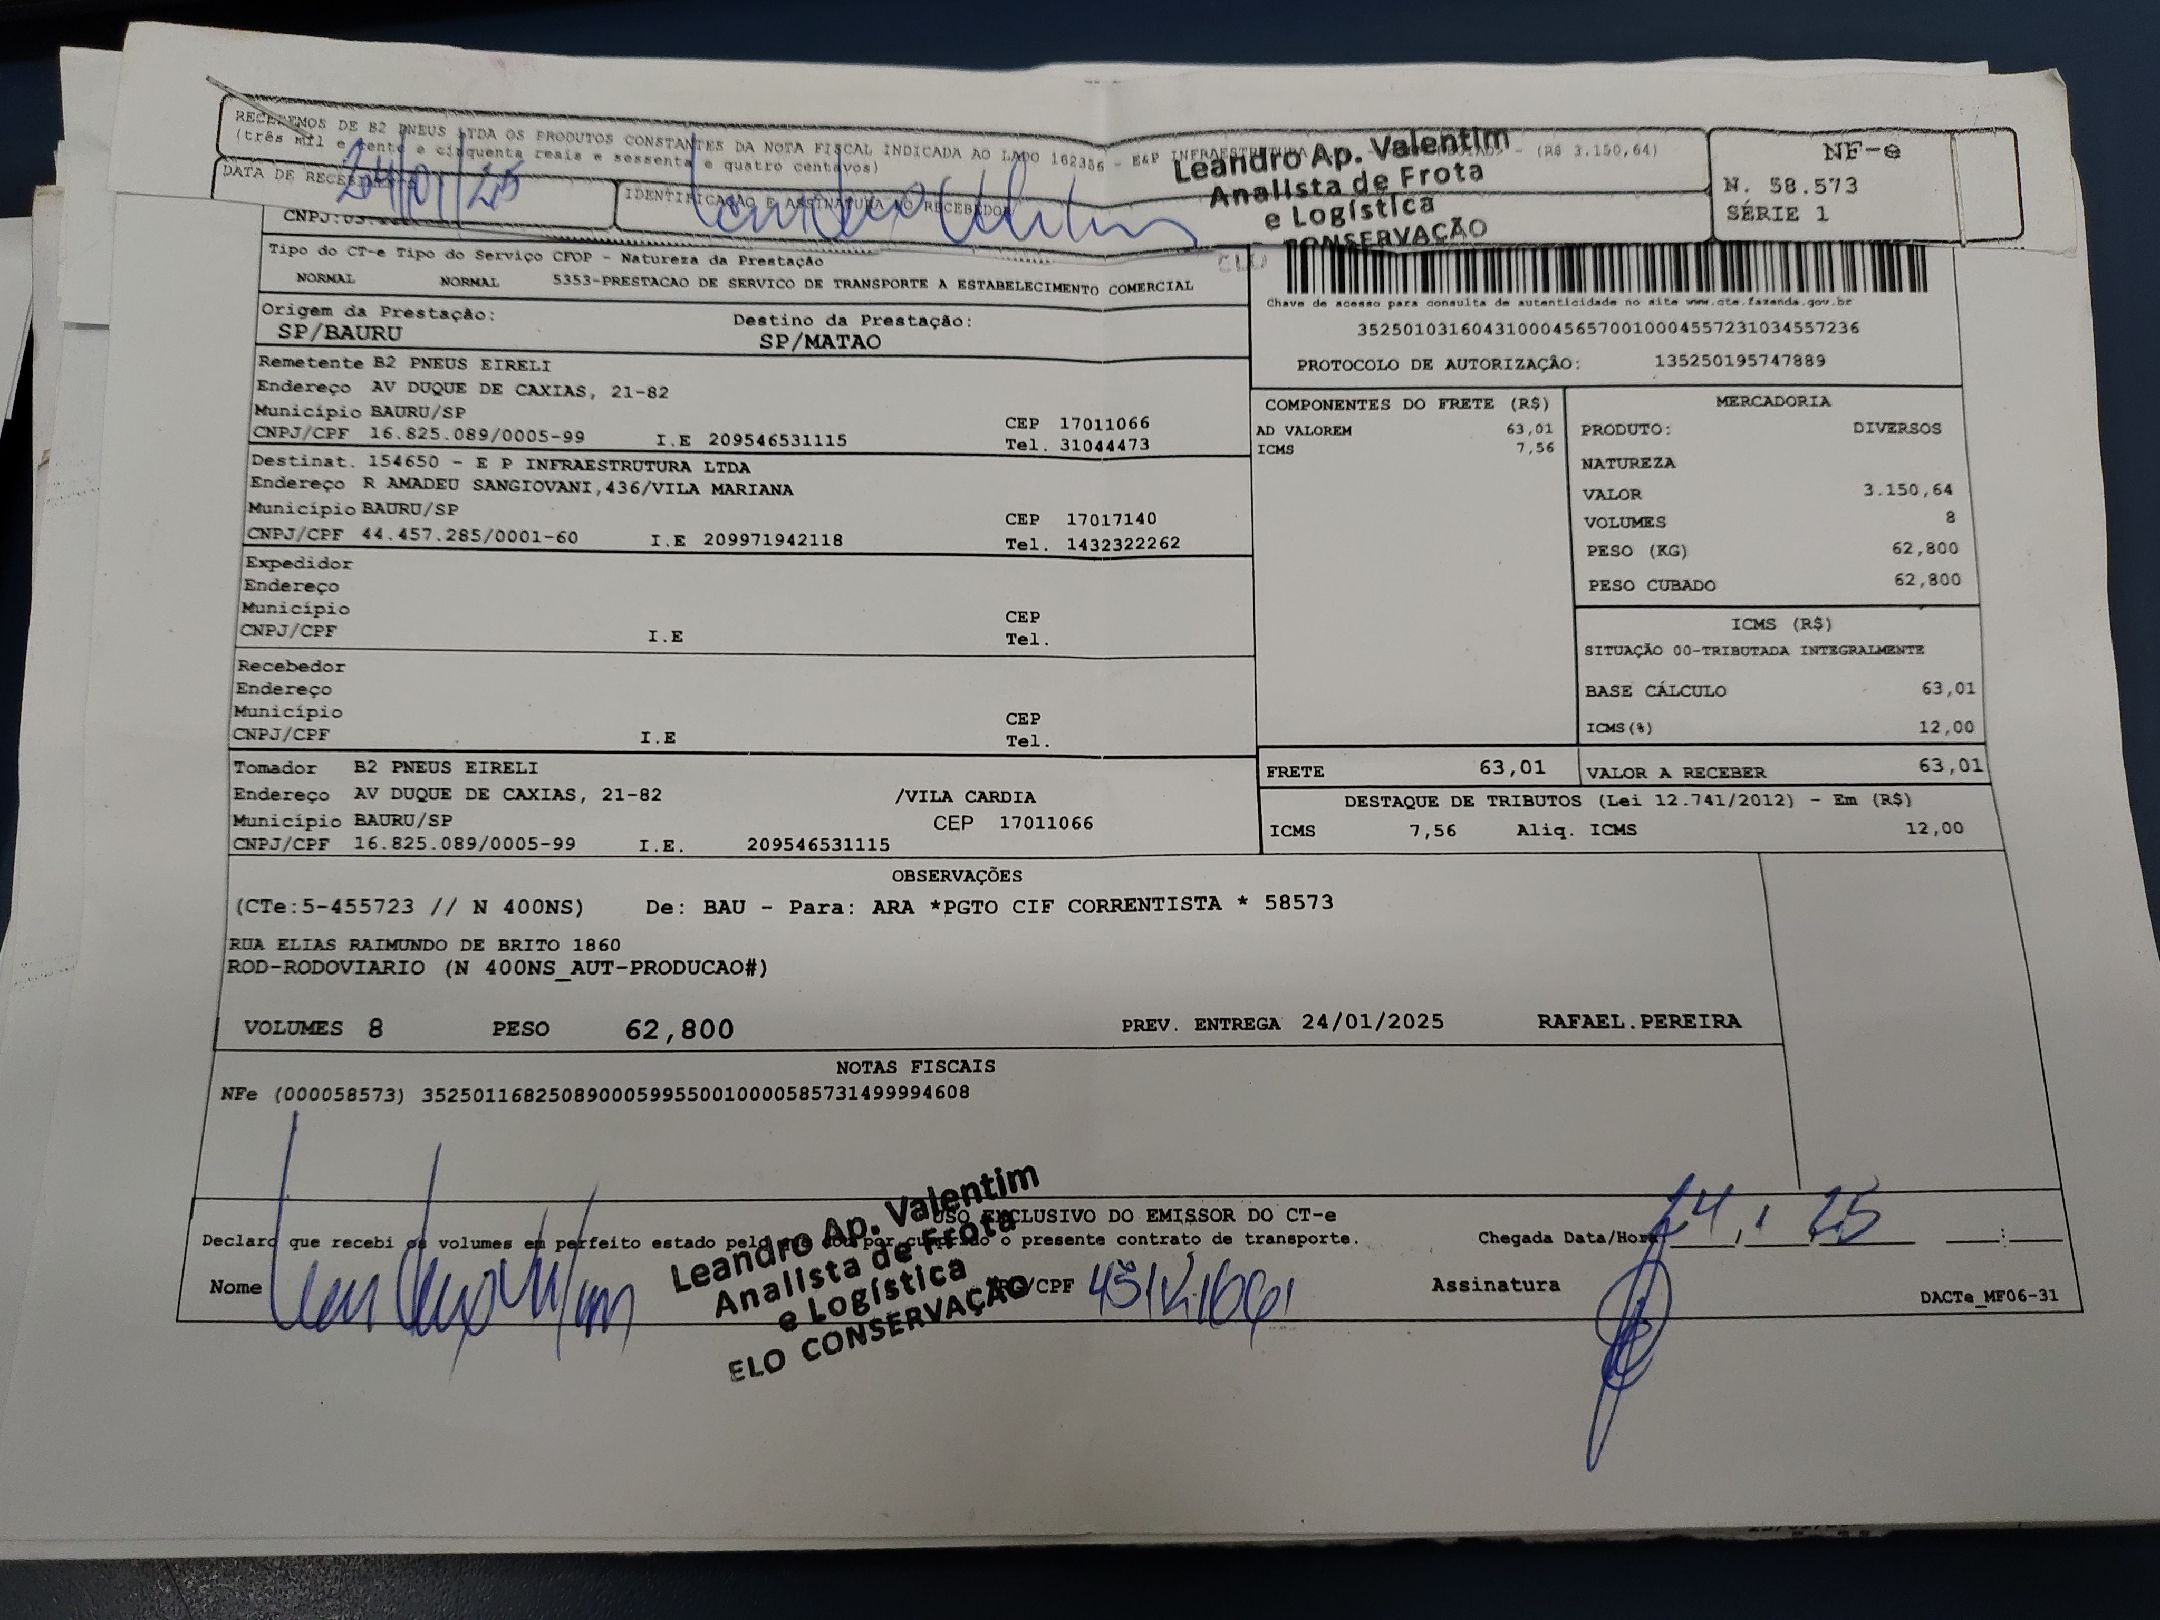 RECEBEMOS DE B2 PNEUS LTDA OS PRODUTOS CONSTANTES DA NOTA FISCAL INDICADA AO LADO 162356 - E&P INFRAESTRUTURA - (R$ 3.150,64)
(três mil e cento e cinquenta reais e sessenta e quatro centavos)
DATA DE RECEBIMENTO
24/01/25
IDENTIFICAÇÃO E ASSINATURA DO RECEBEDOR
Leandro Ap. Valentim
Analista de Frota
e Logística
CONSERVAÇÃO
NF-e
N. 58.573
SÉRIE 1
Tipo do CT-e Tipo do Serviço CFOP - Natureza da Prestação
NORMAL NORMAL 5353-PRESTACAO DE SERVICO DE TRANSPORTE A ESTABELECIMENTO COMERCIAL
Chave de acesso para consulta de autenticidade no site www.cte.fazenda.gov.br
35250103160431000456570010004557231034557236
PROTOCOLO DE AUTORIZAÇÃO: 135250195747889
Origem da Prestação: Destino da Prestação:
SP/BAURU SP/MATAO
Remetente B2 PNEUS EIRELI
Endereço AV DUQUE DE CAXIAS, 21-82
Município BAURU/SP CEP 17011066
CNPJ/CPF 16.825.089/0005-99 I.E 209546531115 Tel. 31044473
Destinat. 154650 - E P INFRAESTRUTURA LTDA
Endereço R AMADEU SANGIOVANI,436/VILA MARIANA
Município BAURU/SP CEP 17017140
CNPJ/CPF 44.457.285/0001-60 I.E 209971942118 Tel. 1432322262
Expedidor
Endereço
Município CEP
CNPJ/CPF I.E Tel.
Recebedor
Endereço
Município CEP
CNPJ/CPF I.E Tel.
Tomador B2 PNEUS EIRELI
Endereço AV DUQUE DE CAXIAS, 21-82 /VILA CARDIA
Município BAURU/SP CEP 17011066
CNPJ/CPF 16.825.089/0005-99 I.E. 209546531115
COMPONENTES DO FRETE (R$)
AD VALOREM 63,01
ICMS 7,56
MERCADORIA
PRODUTO: DIVERSOS
NATUREZA
VALOR 3.150,64
VOLUMES 8
PESO (KG) 62,800
PESO CUBADO 62,800
ICMS (R$)
SITUAÇÃO 00-TRIBUTADA INTEGRALMENTE
BASE CÁLCULO 63,01
ICMS(%) 12,00
FRETE 63,01 VALOR A RECEBER 63,01
DESTAQUE DE TRIBUTOS (Lei 12.741/2012) - Em (R$)
ICMS 7,56 Aliq. ICMS 12,00
OBSERVAÇÕES
(CTe:5-455723 // N 400NS) De: BAU - Para: ARA *PGTO CIF CORRENTISTA * 58573
RUA ELIAS RAIMUNDO DE BRITO 1860
ROD-RODOVIARIO (N 400NS_AUT-PRODUCAO#)
VOLUMES 8 PESO 62,800 PREV. ENTREGA 24/01/2025 RAFAEL.PEREIRA
NOTAS FISCAIS
NFe (000058573) 35250116825089000599550010000585731499994608
USO EXCLUSIVO DO EMISSOR DO CT-e
Declaro que recebi os volumes em perfeito estado pelo que dou por cumprido o presente contrato de transporte.
Chegada Data/Hora 24 1 25
Nome
/CPF
Assinatura
DACTe_MF06-31
Leandro Ap. Valentim
Analista de Frota
e Logística
ELO CONSERVAÇÃO